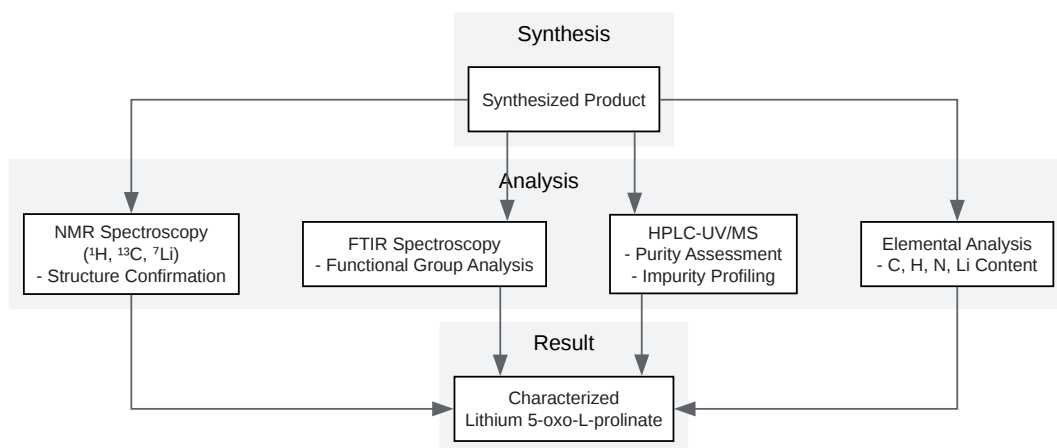 Synthesis
Synthesized Product
Analysis
NMR Spectroscopy
(¹H, ¹³C, ⁷Li)
- Structure Confirmation
FTIR Spectroscopy
- Functional Group Analysis
HPLC-UV/MS
- Purity Assessment
- Impurity Profiling
Elemental Analysis
- C, H, N, Li Content
Result
Characterized
Lithium 5-oxo-L-prolinate